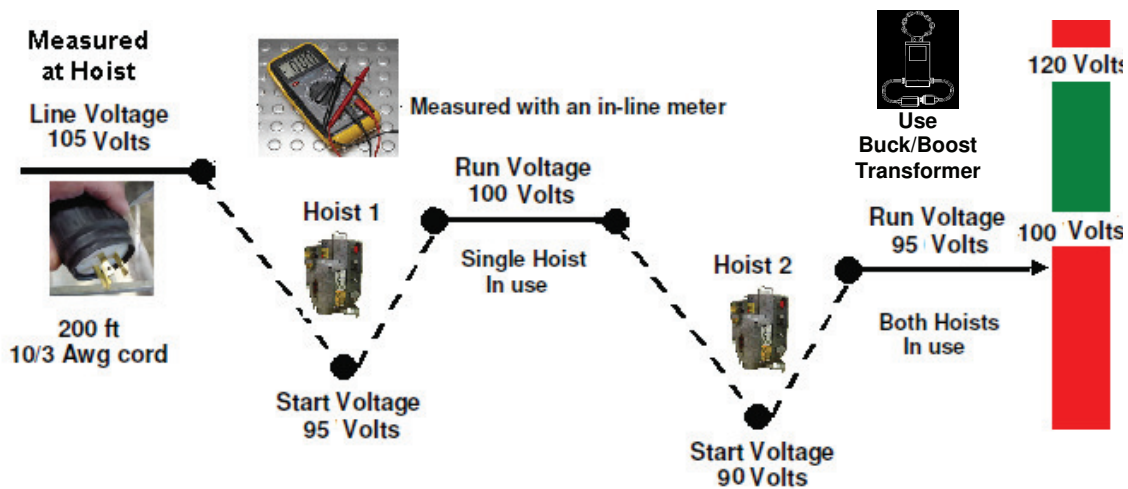 Measured
at Hoist
Line Voltage
105 Volts
200 ft
10/3 Awg cord
Measured with an in-line meter
Hoist 1
Start Voltage
95 Volts
Run Voltage
100 Volts
Single Hoist
In use
Hoist 2
Start Voltage
90 Volts
Use
Buck/Boost
Transformer
Run Voltage
95 Volts
Both Hoists
In use
120 Volts
100 Volts